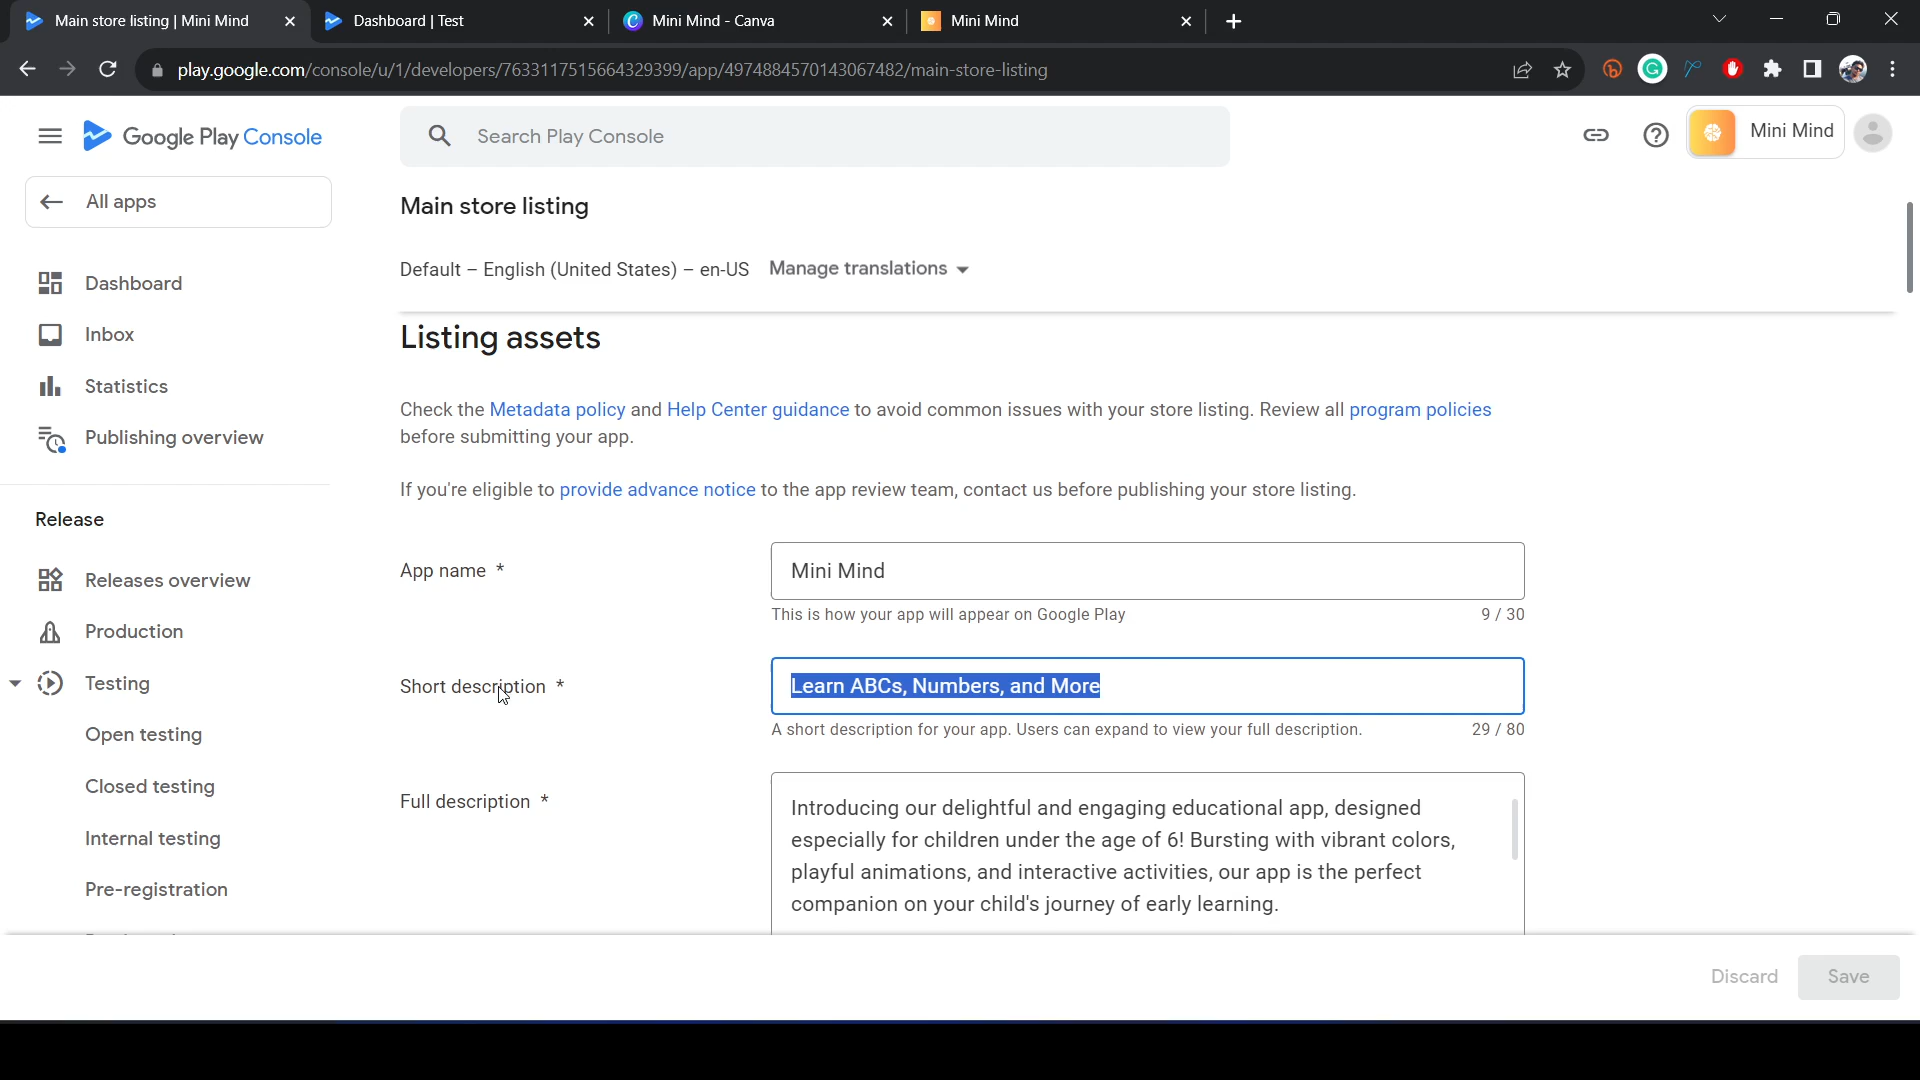 Main store listing | Mini Mind
Dashboard | Test
Mini Mind - Canva
Mini Mind
play.google.com/console/u/1/developers/7633117515664329399/app/4974884570143067482/main-store-listing
Google Play Console
Search Play Console
Mini Mind
All apps
Main store listing
Default – English (United States) – en-US Manage translations
Dashboard
Inbox
Statistics
Publishing overview
Release
Releases overview
Production
Testing
Open testing
Closed testing
Internal testing
Pre-registration
Listing assets
Check the Metadata policy and Help Center guidance to avoid common issues with your store listing. Review all program policies
before submitting your app.
If you're eligible to provide advance notice to the app review team, contact us before publishing your store listing.
App name *
Mini Mind
This is how your app will appear on Google Play 9 / 30
Short description *
Learn ABCs, Numbers, and More
A short description for your app. Users can expand to view your full description. 29 / 80
Full description *
Introducing our delightful and engaging educational app, designed
especially for children under the age of 6! Bursting with vibrant colors,
playful animations, and interactive activities, our app is the perfect
companion on your child's journey of early learning.
Discard
Save